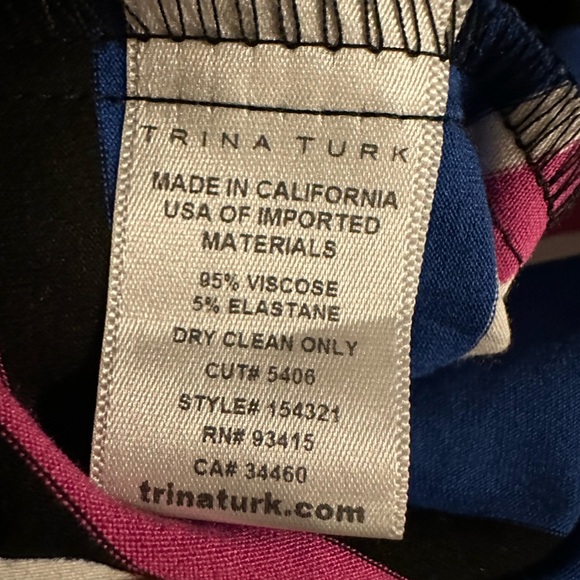 TRINA TURK
MADE IN CALIFORNIA
USA OF IMPORTED
MATERIALS
95% VISCOSE
5% ELASTANE
DRY CLEAN ONLY
CUT# 5406
STYLE# 154321
RN# 93415
CA# 34460
trinaturk.com